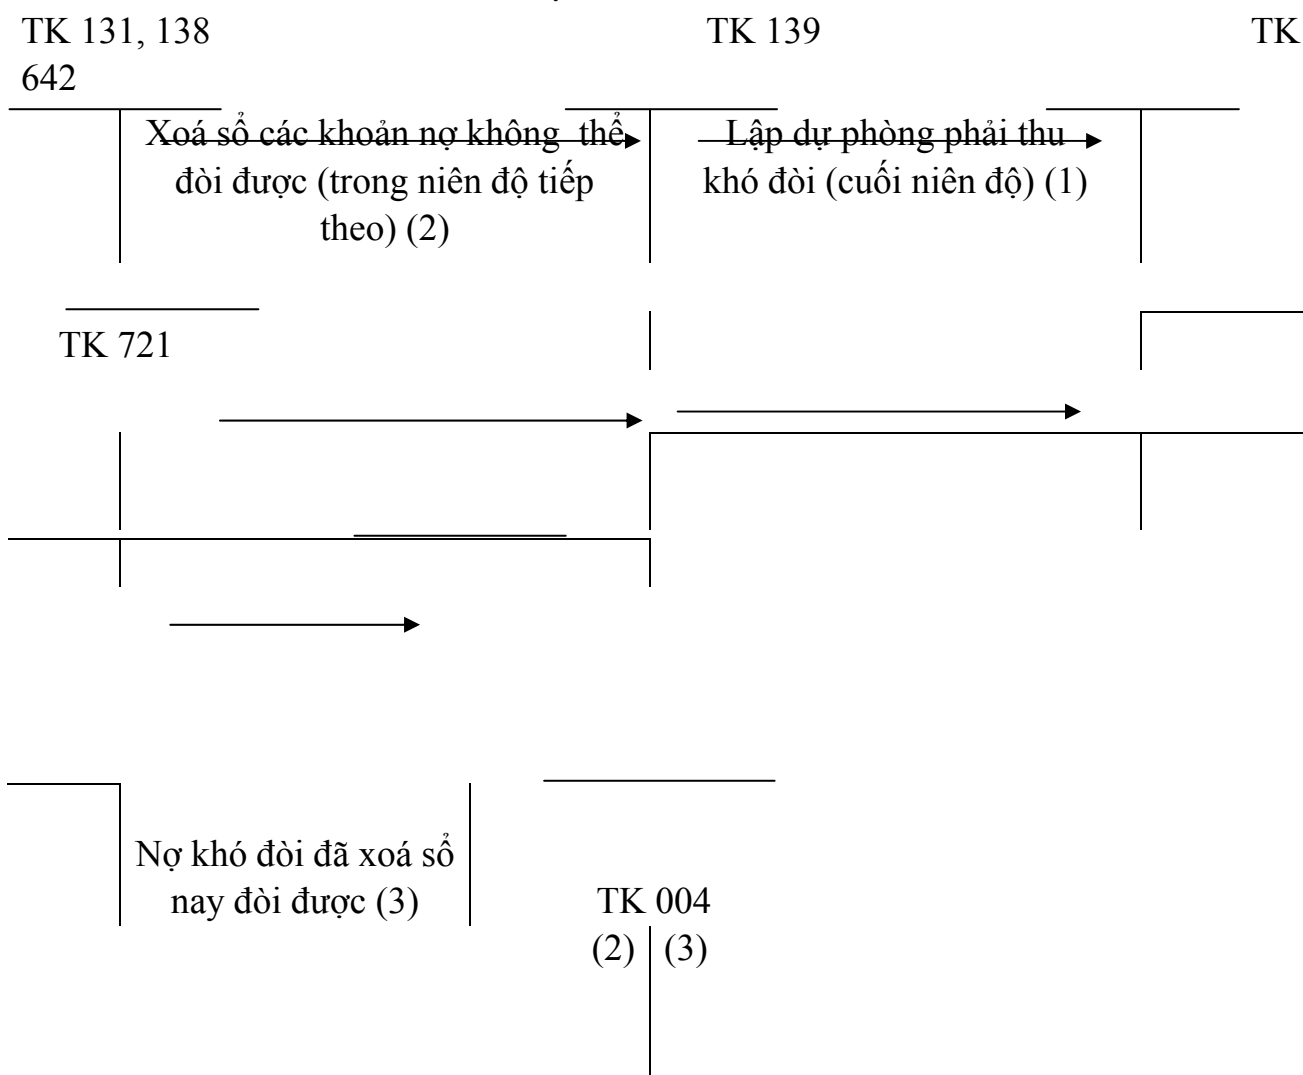 TK 131, 138 TK 139 TK
642
Xoá sổ các khoản nợ không thể
đòi được (trong niên độ tiếp
theo) (2)
Lập dự phòng phải thu
khó đòi (cuối niên độ) (1)
TK 721
Nợ khó đòi đã xoá sổ
nay đòi được (3)
TK 004
(2) (3)